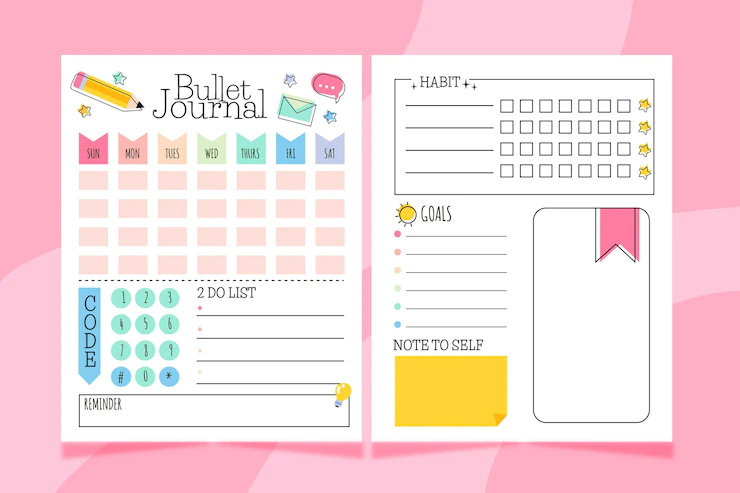 Bullet
Journal
SUN MON TUES WED THURS FRI SAT
CODE
1 2 3
4 5 6
7 8 9
# 0 *
2 DO LIST
REMINDER
HABIT
GOALS
NOTE TO SELF